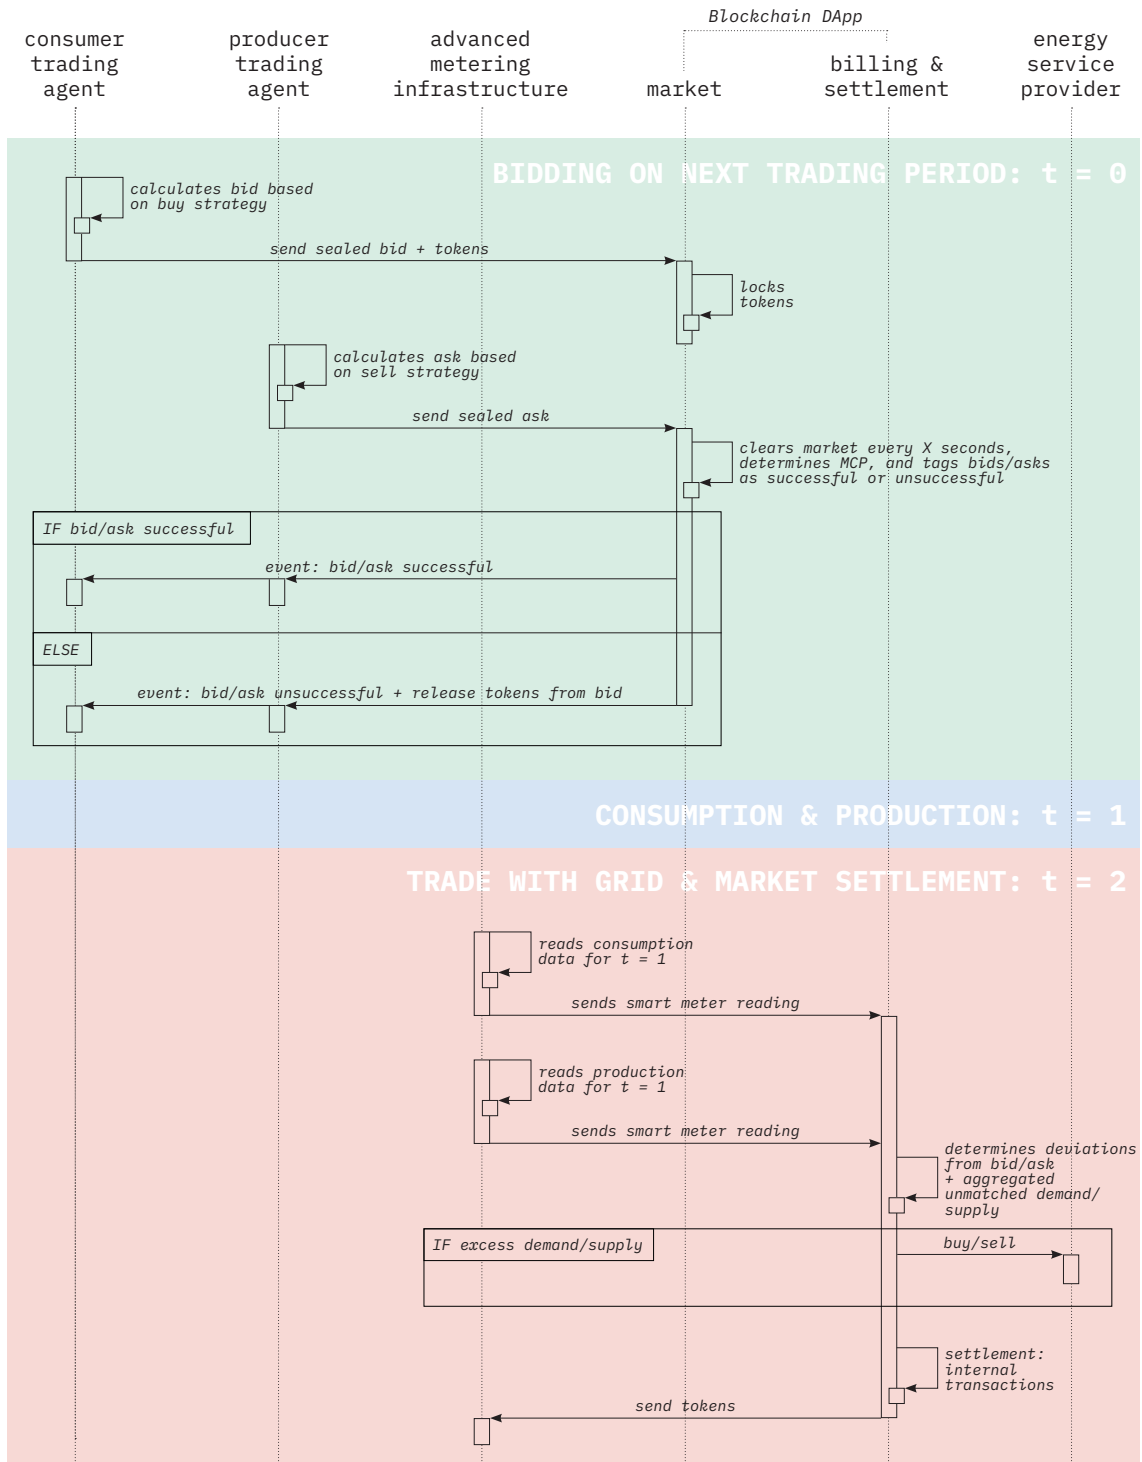 Blockchain DApp
consumer
trading
agent
producer
trading
agent
advanced
metering
infrastructure
market
billing &
settlement
energy
service
provider
BIDDING ON NEXT TRADING PERIOD: t = 0
calculates bid based
on buy strategy
send sealed bid + tokens
locks
tokens
calculates ask based
on sell strategy
send sealed ask
clears market every X seconds,
determines MCP, and tags bids/asks
as successful or unsuccessful
IF bid/ask successful
event: bid/ask successful
ELSE
event: bid/ask unsuccessful + release tokens from bid
CONSUMPTION & PRODUCTION: t = 1
TRADE WITH GRID & MARKET SETTLEMENT: t = 2
reads consumption
data for t = 1
sends smart meter reading
reads production
data for t = 1
sends smart meter reading
determines deviations
from bid/ask
+ aggregated
unmatched demand/
supply
IF excess demand/supply
buy/sell
settlement:
internal
transactions
send tokens